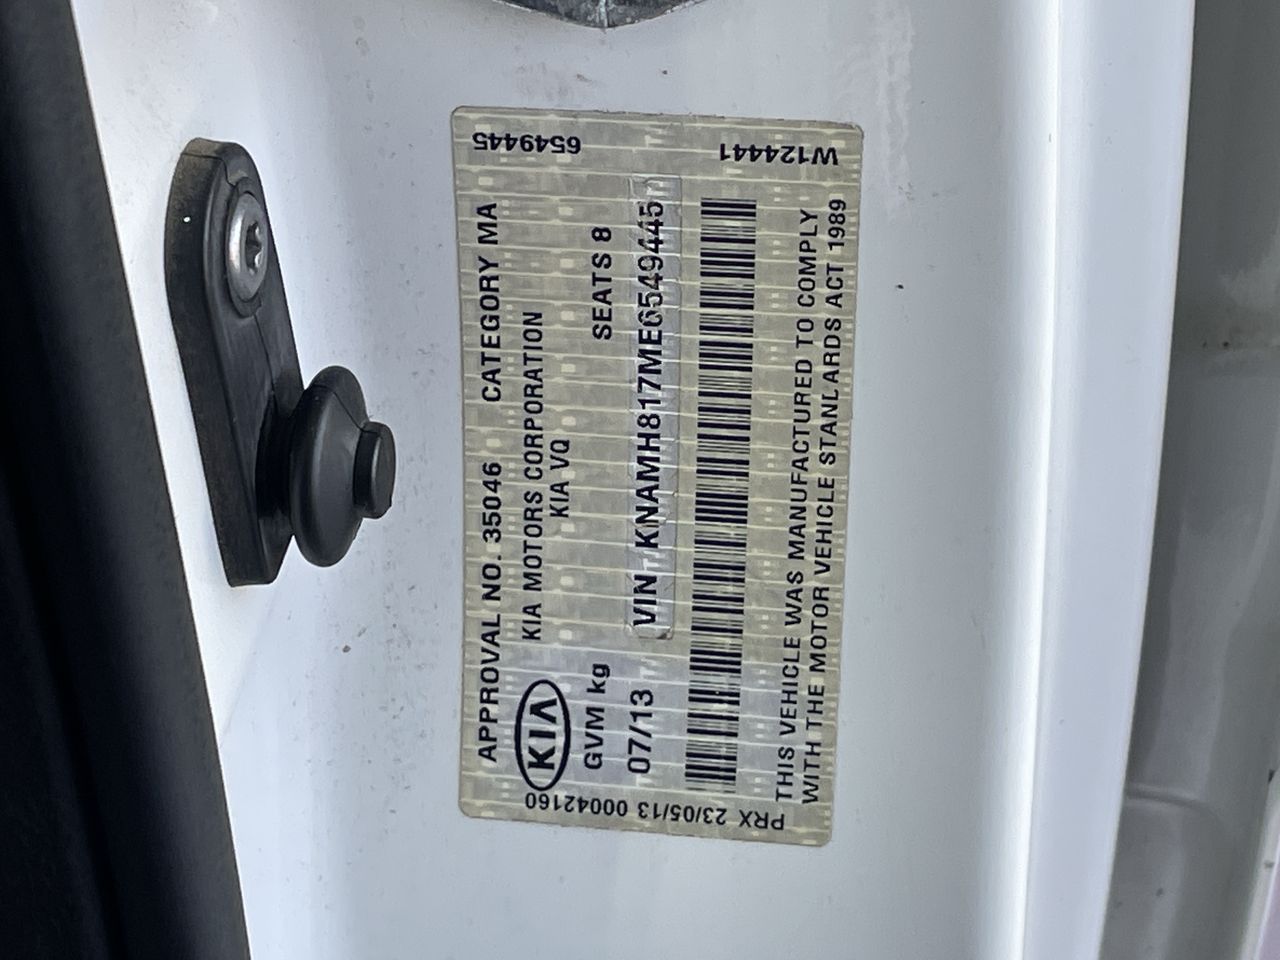 APPROVAL NO. 35046 CATEGORY MA
KIA
KIA MOTORS CORPORATION
KIA VQ
GVM kg SEATS 8
07/13 VIN KNAMH817ME6549445
THIS VEHICLE WAS MANUFACTURED TO COMPLY
WITH THE MOTOR VEHICLE STANLARDS ACT 1989
PRX 23/05/13 00042160
W124441 6549445